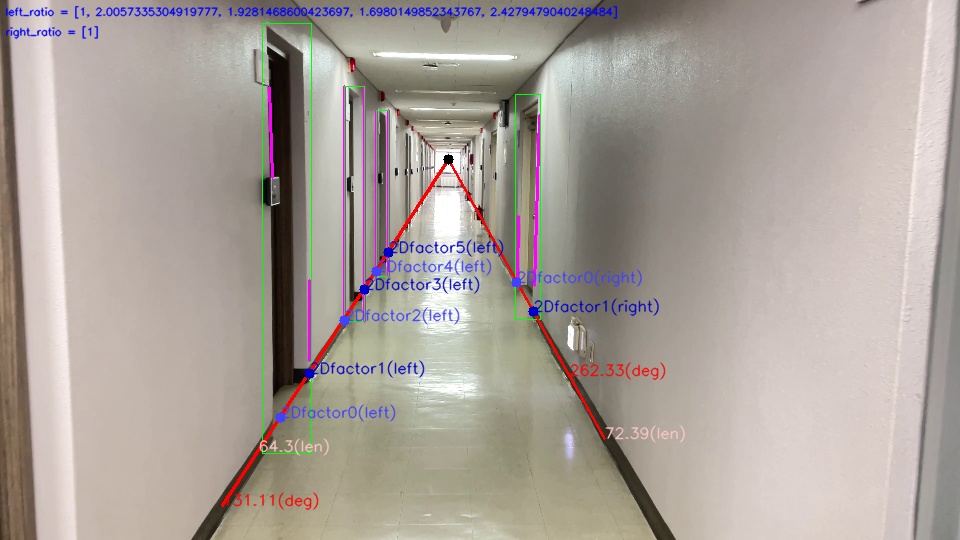 left_ratio = [1, 2.0057335304919777, 1.9281468600423697, 1.6980149852343767, 2.4279479040248484]
right_ratio = [1]
2Dfactor5(left)
2Dfactor4(left)
2Dfactor0(right)
2Dfactor3(left)
2Dfactor1(right)
2Dfactor2(left)
2Dfactor1(left)
262.33(deg)
2Dfactor0(left)
72.39(len)
64.3(len)
31.11(deg)